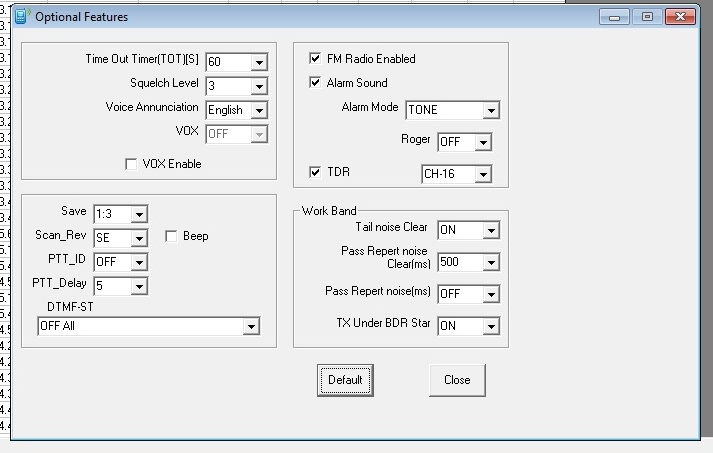 Optional Features
Time Out Timer(TOT)[S] 60
Squelch Level 3
Voice Annunciation English
VOX OFF
VOX Enable
FM Radio Enabled
Alarm Sound
Alarm Mode TONE
Roger OFF
TDR CH-16
Save 1:3
Scan_Rev SE Beep
PTT_ID OFF
PTT_Delay 5
DTMF-ST
OFF All
Work Band
Tail noise Clear ON
Pass Repert noise
Clear(ms) 500
Pass Repert noise(ms) OFF
TX Under BDR Star ON
Default Close